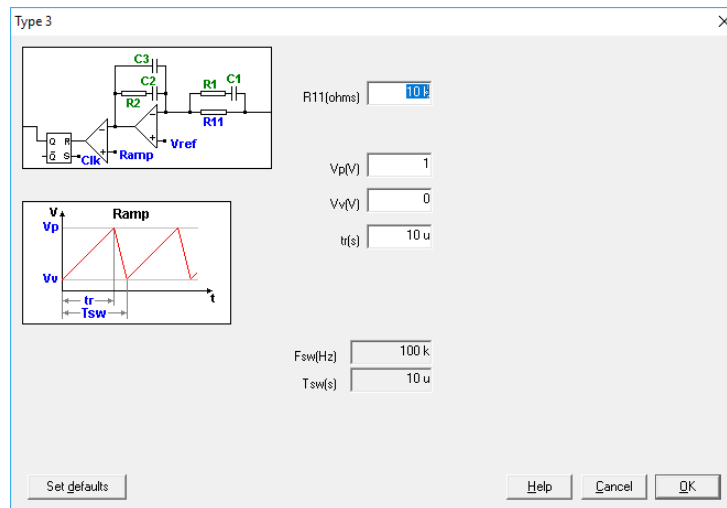 Type 3
C3
C2
R2
R1
C1
R11
Vref
Q R
Q S
Clk
Ramp
R11(ohms) 10 k
Vp(V) 1
Vv(V) 0
tr(s) 10 u
V
Ramp
Vp
Vv
tr
t
Tsw
Fsw(Hz) 100 k
Tsw(s) 10 u
Set defaults
Help
Cancel
OK